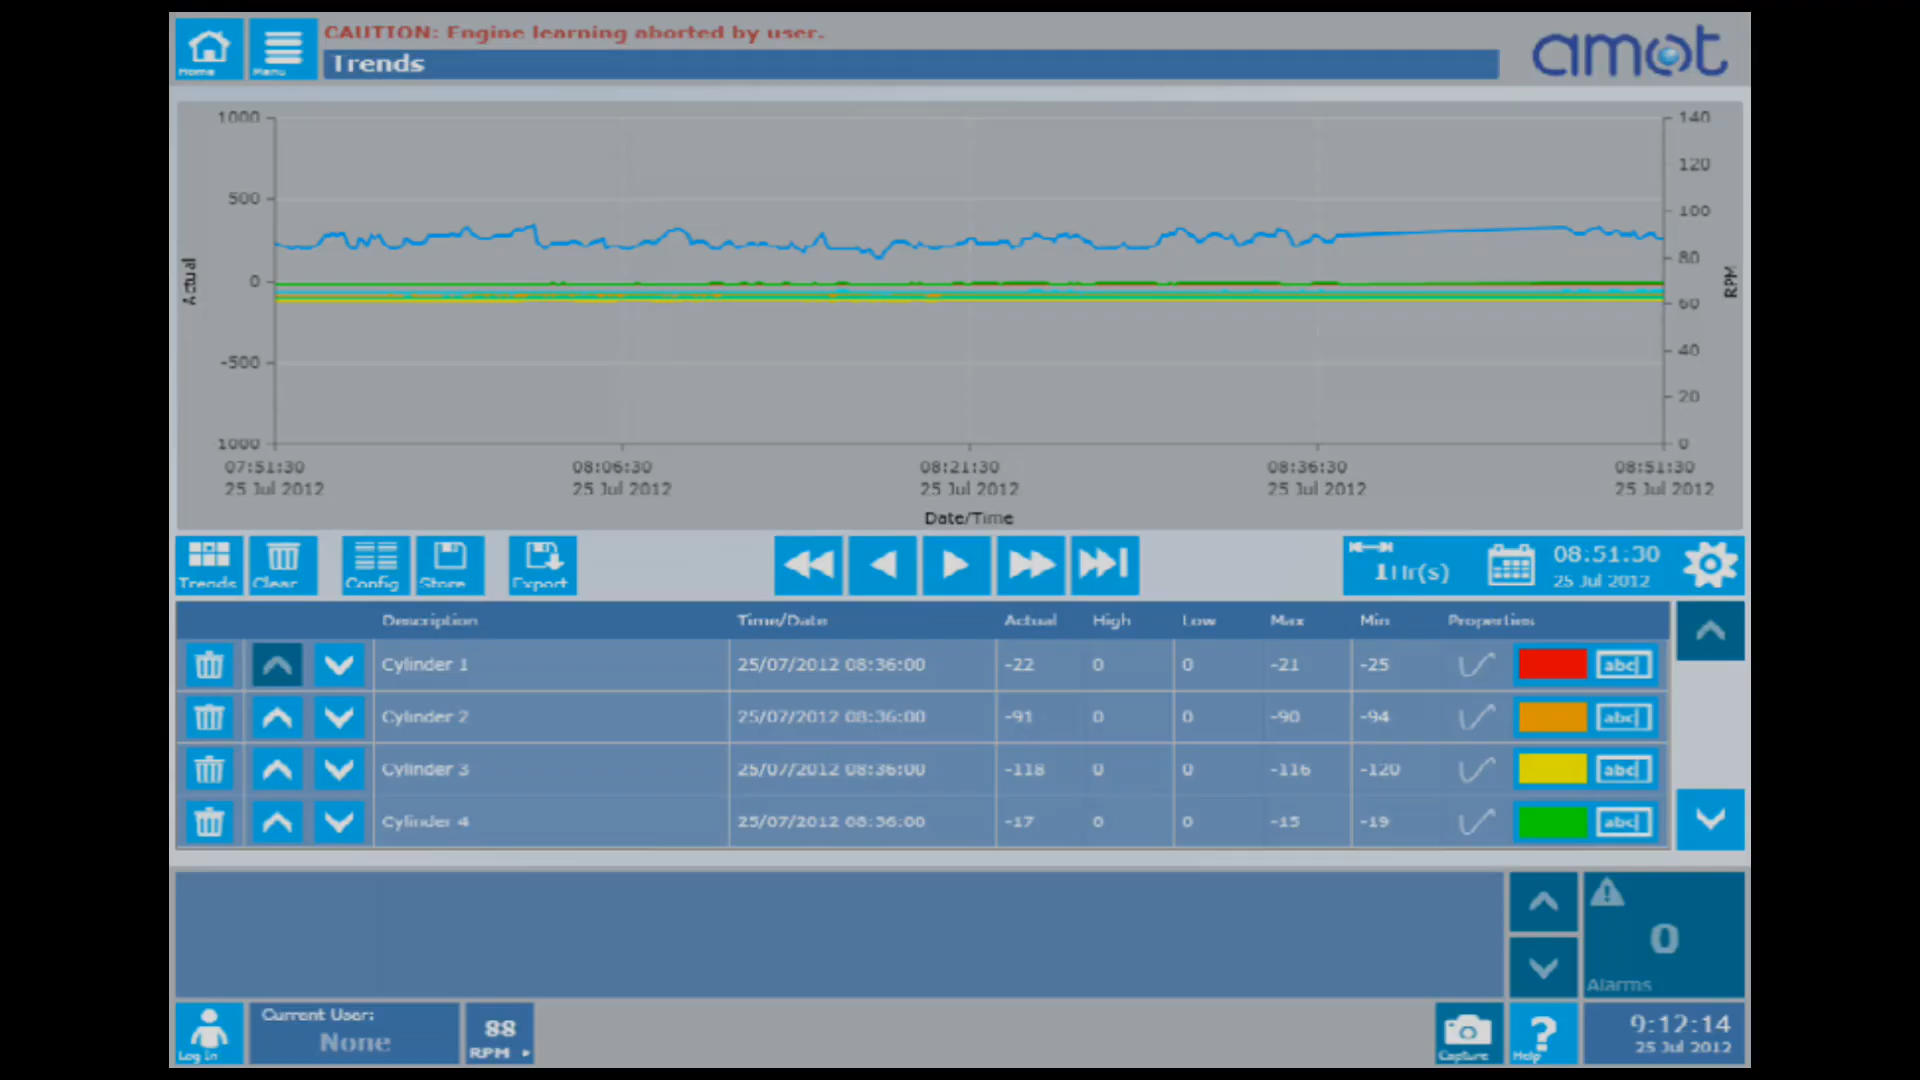 Home
Menu
CAUTION: Engine learning aborted by user.
Trends
amot
1000
500
0
-500
1000
Actual
140
120
100
80
60
40
20
0
RPM
07:51:30
25 Jul 2012
08:06:30
25 Jul 2012
08:21:30
25 Jul 2012
08:36:30
25 Jul 2012
08:51:30
25 Jul 2012
Date/Time
Trends
Clear
Config
Store
Export
1Hr(s)
08:51:30
25 Jul 2012
Description Time/Date Actual High Low Max Min Properties
Cylinder 1 25/07/2012 08:36:00 -22 0 0 -21 -25 abc
Cylinder 2 25/07/2012 08:36:00 -91 0 0 -90 -94 abc
Cylinder 3 25/07/2012 08:36:00 -118 0 0 -116 -120 abc
Cylinder 4 25/07/2012 08:36:00 -17 0 0 -15 -19 abc
0
Alarms
Log In
Current User:
None
88
RPM
Capture
?
Help
9:12:14
25 Jul 2012